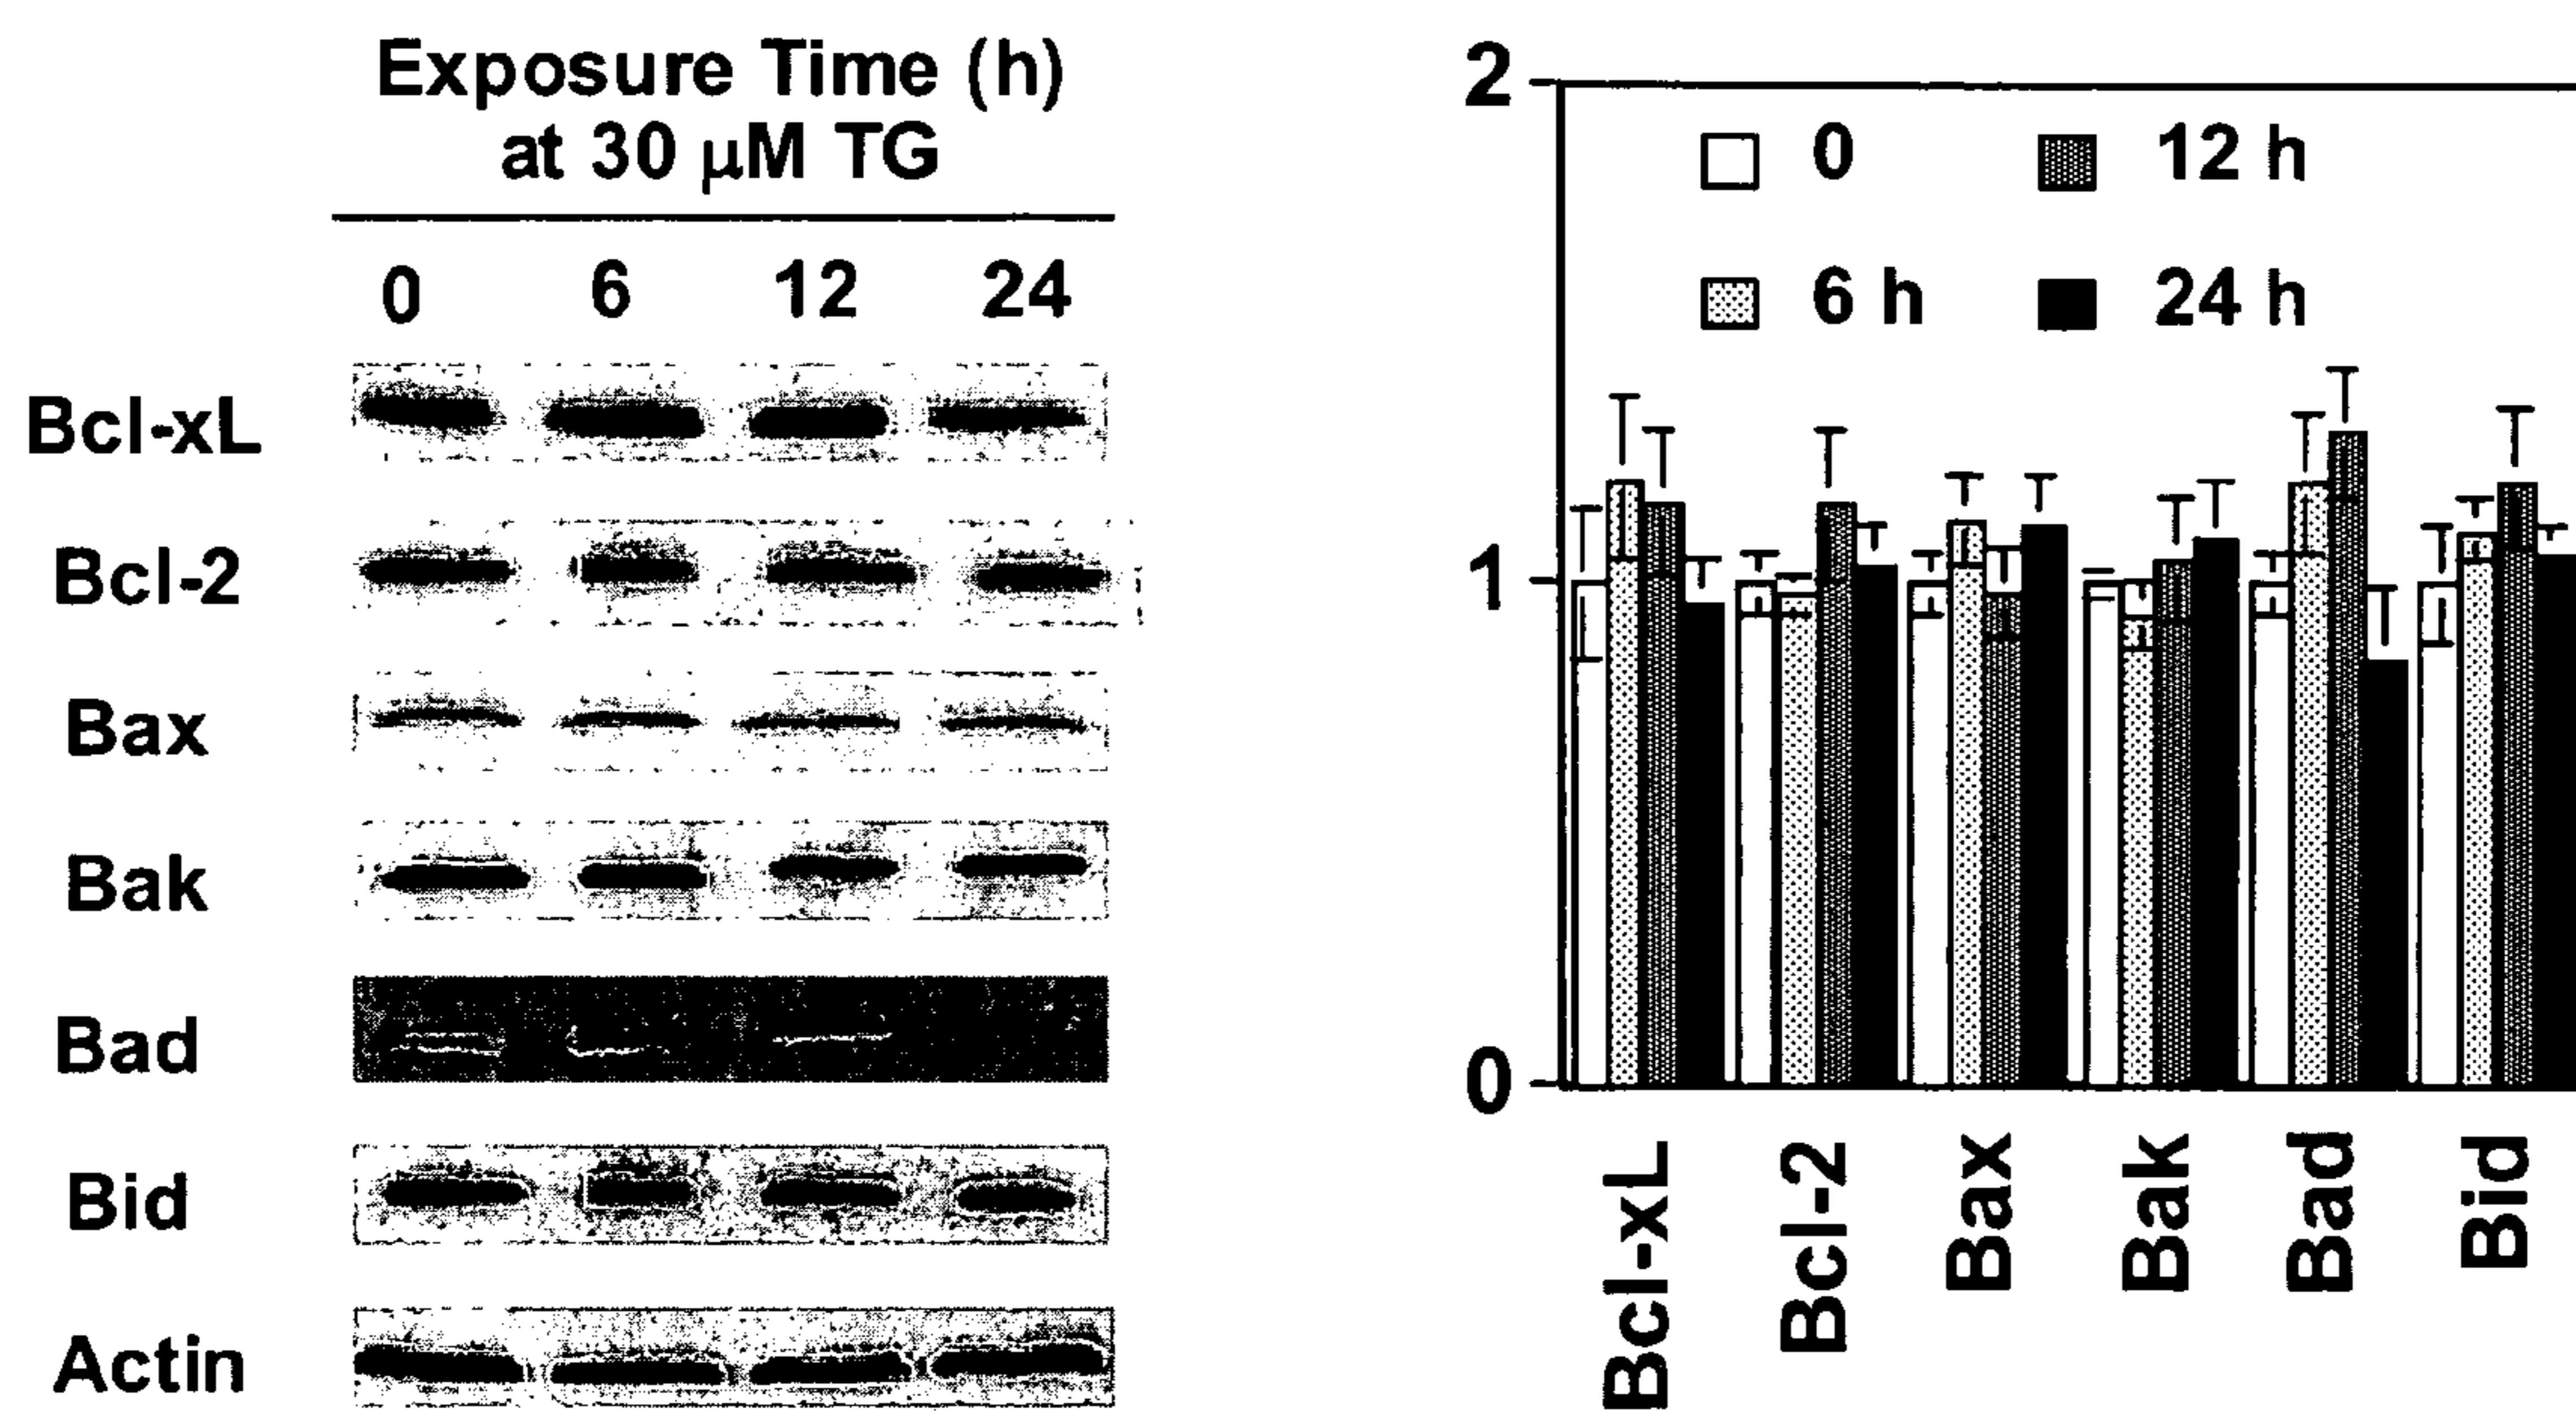 Exposure Time (h)
at 30 μM TG
0 6 12 24
Bcl-xL
Bcl-2
Bax
Bak
Bad
Bid
Actin
2
1
0
0 12 h
6 h 24 h
Bcl-xL
Bcl-2
Bax
Bak
Bad
Bid